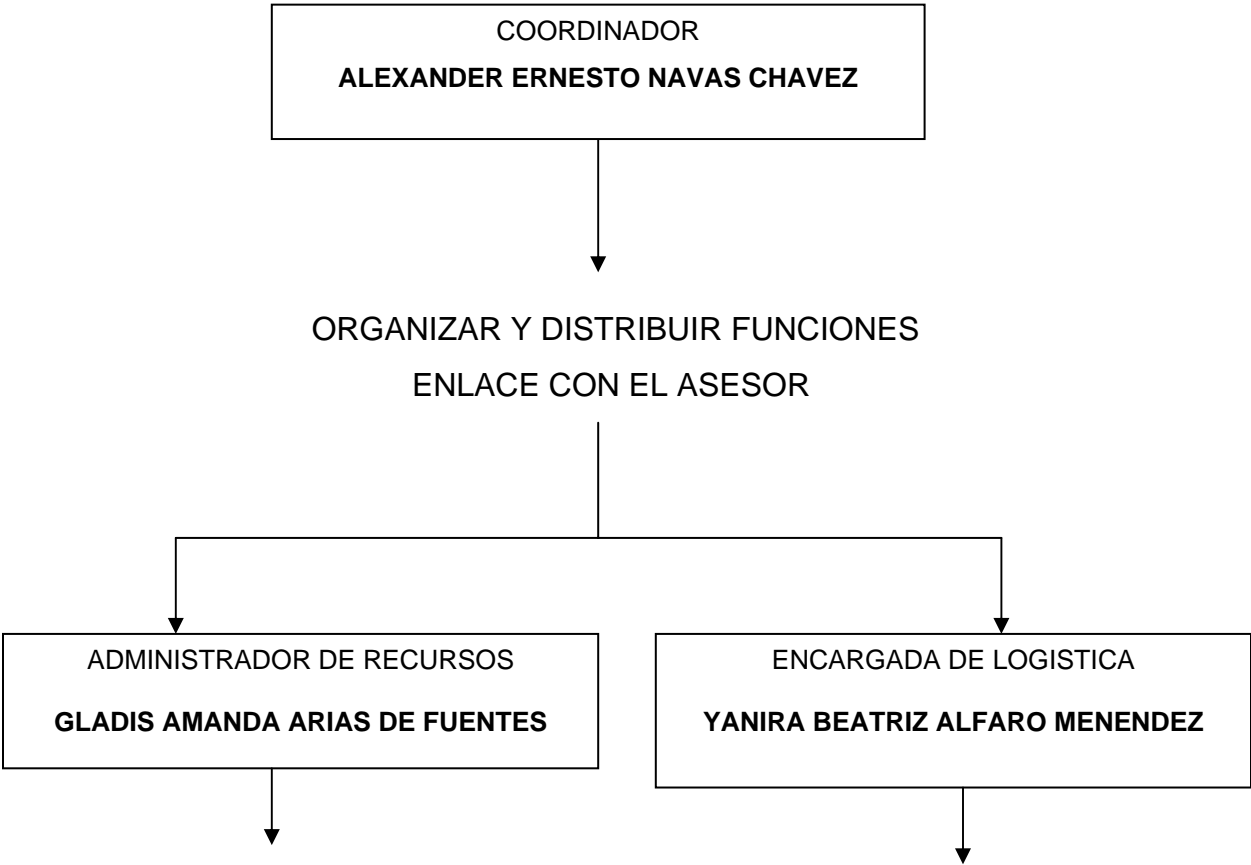 COORDINADOR
ALEXANDER ERNESTO NAVAS CHAVEZ
ORGANIZAR Y DISTRIBUIR FUNCIONES
ENLACE CON EL ASESOR
ADMINISTRADOR DE RECURSOS
GLADIS AMANDA ARIAS DE FUENTES
ENCARGADA DE LOGISTICA
YANIRA BEATRIZ ALFARO MENENDEZ